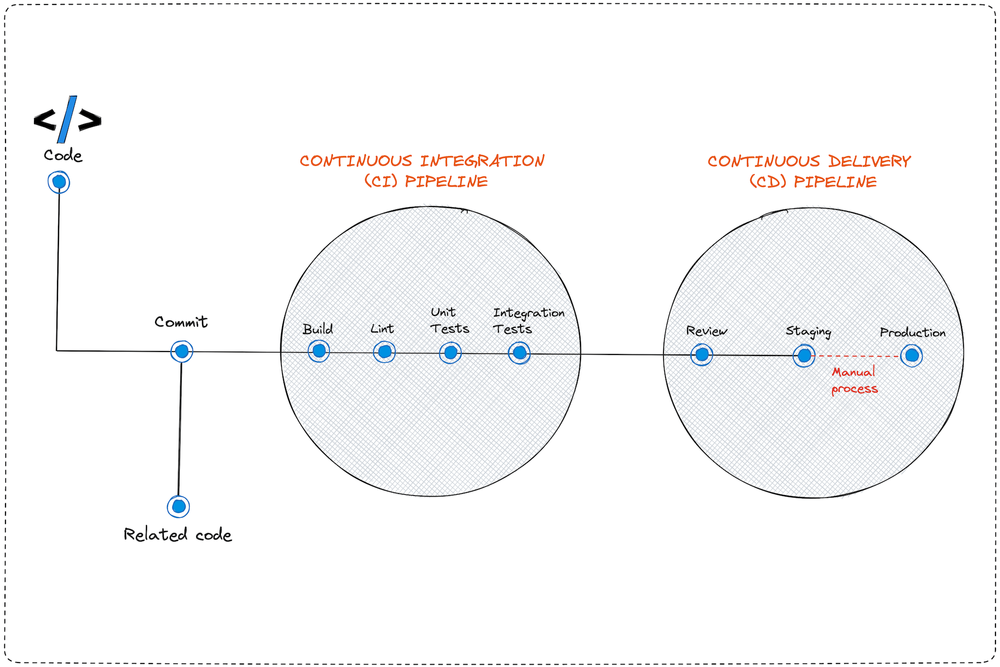 </>
Code
CONTINUOUS INTEGRATION
(CI) PIPELINE
CONTINUOUS DELIVERY
(CD) PIPELINE
Commit
Build
Lint
Unit
Tests
Integration
Tests
Review
Staging
Production
Manual
process
Related code